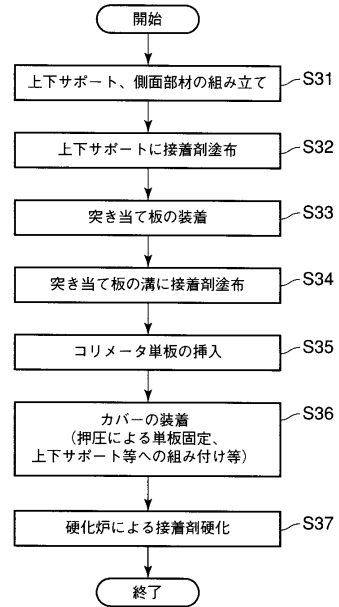 開始
上下サポート、側面部材の組み立て
S31
上下サポートに接着剤塗布
S32
突き当て板の装着
S33
突き当て板の溝に接着剤塗布
S34
コリメータ単板の挿入
S35
カバーの装着
(押圧による単板固定、
上下サポート等への組み付け等)
S36
硬化炉による接着剤硬化
S37
終了